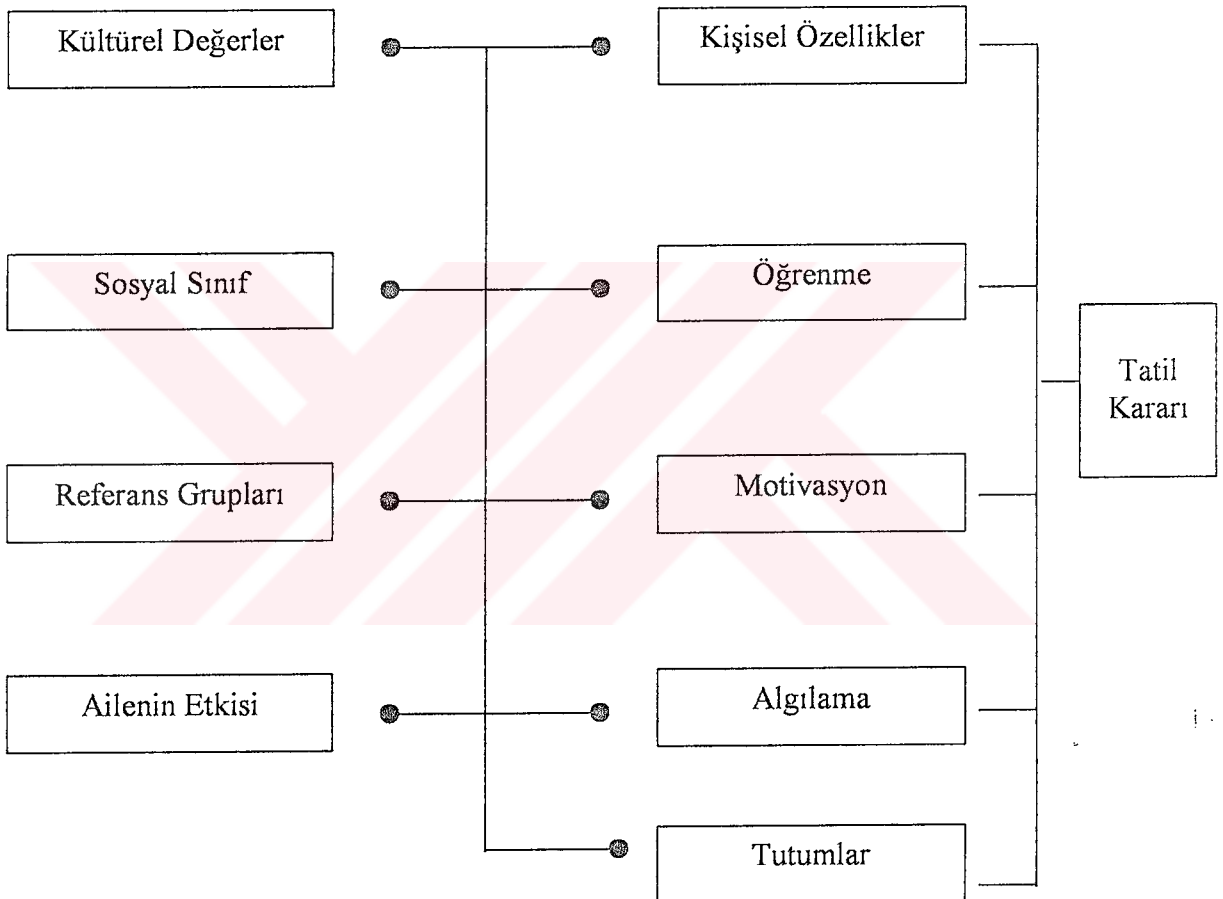 Kültürel Değerler
Kişisel Özellikler
Sosyal Sınıf
Öğrenme
Tatil
Kararı
Referans Grupları
Motivasyon
Ailenin Etkisi
Algılama
Tutumlar